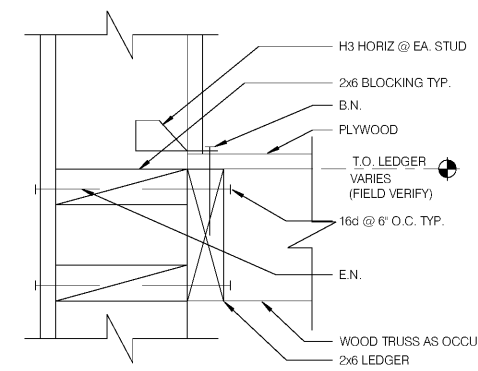 H3 HORIZ @ EA. STUD
2x6 BLOCKING TYP.
B.N.
PLYWOOD
T.O. LEDGER
VARIES
(FIELD VERIFY)
16d @ 6" O.C. TYP.
E.N.
WOOD TRUSS AS OCCU
2x6 LEDGER